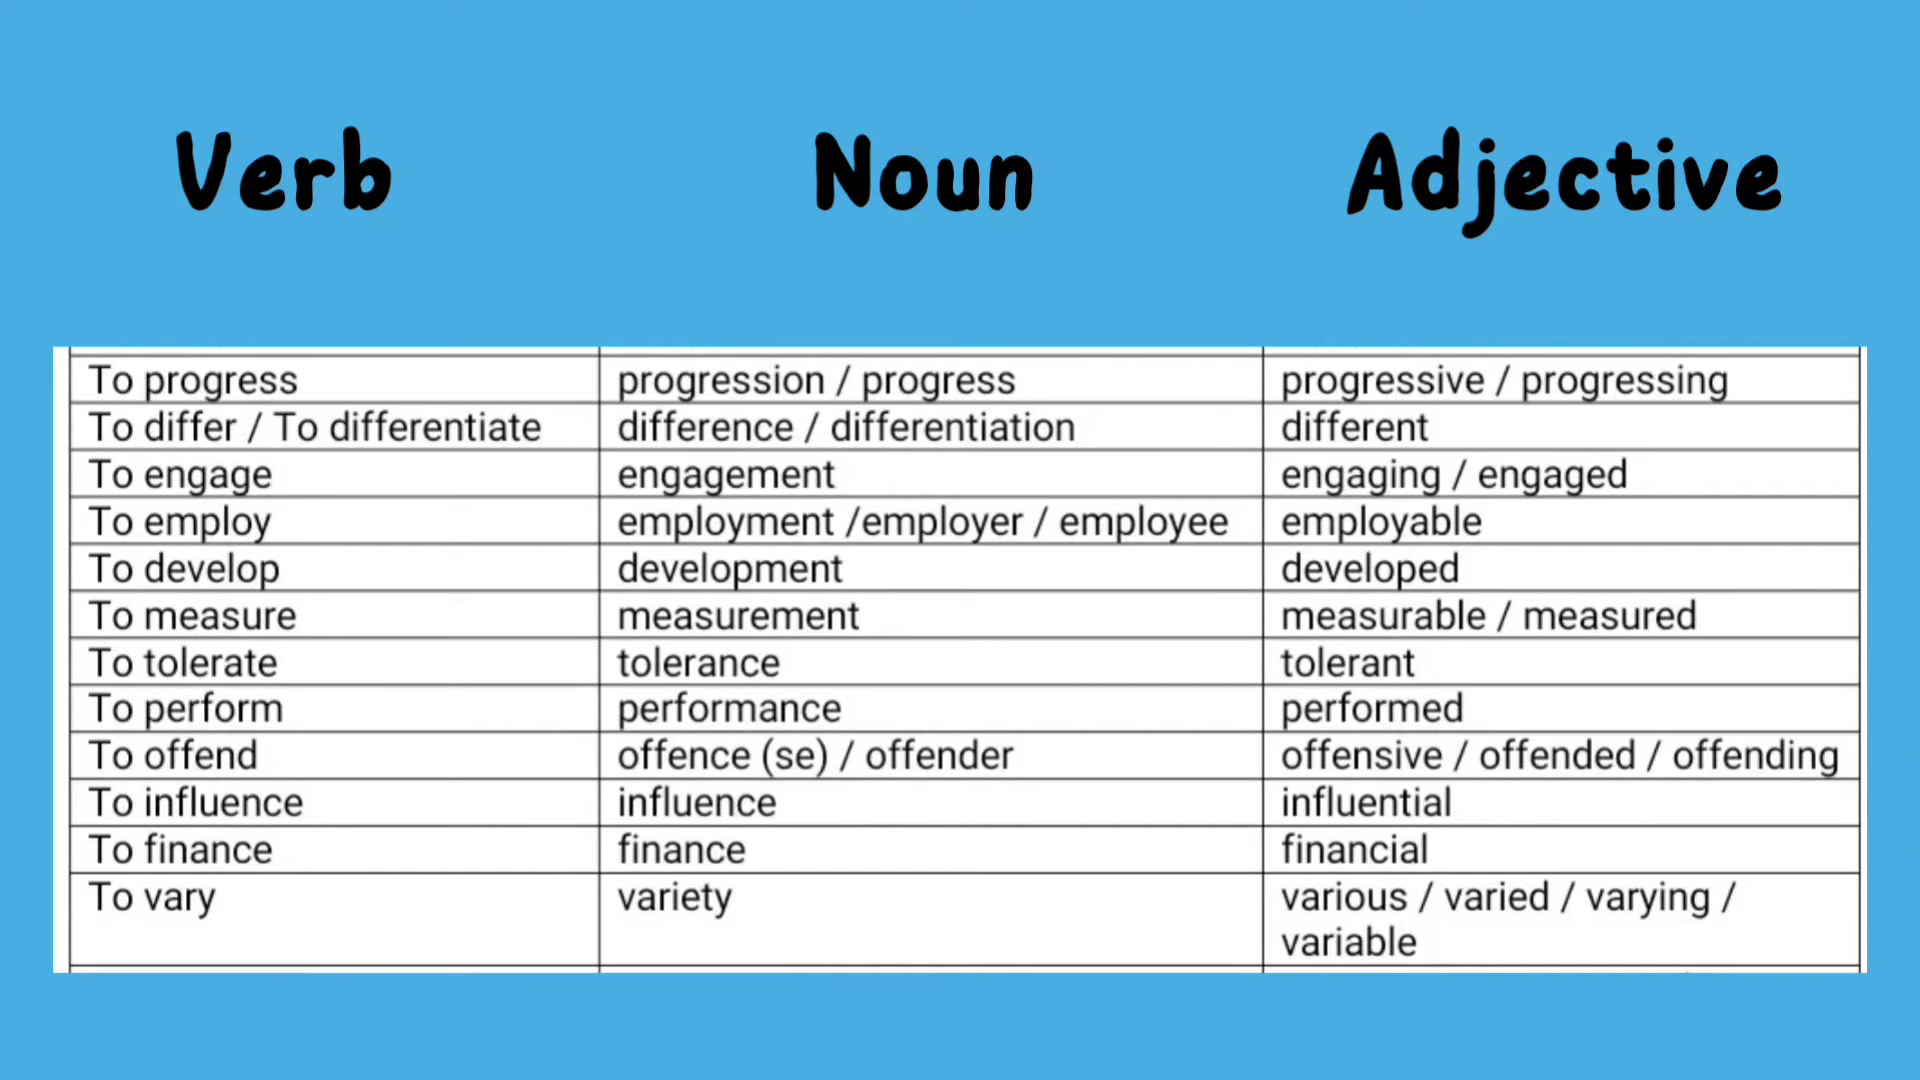 Verb Noun Adjective
To progress progression / progress progressive / progressing
To differ / To differentiate difference / differentiation different
To engage engagement engaging / engaged
To employ employment /employer / employee employable
To develop development developed
To measure measurement measurable / measured
To tolerate tolerance tolerant
To perform performance performed
To offend offence (se) / offender offensive / offended / offending
To influence influence influential
To finance finance financial
To vary variety various / varied / varying /
variable